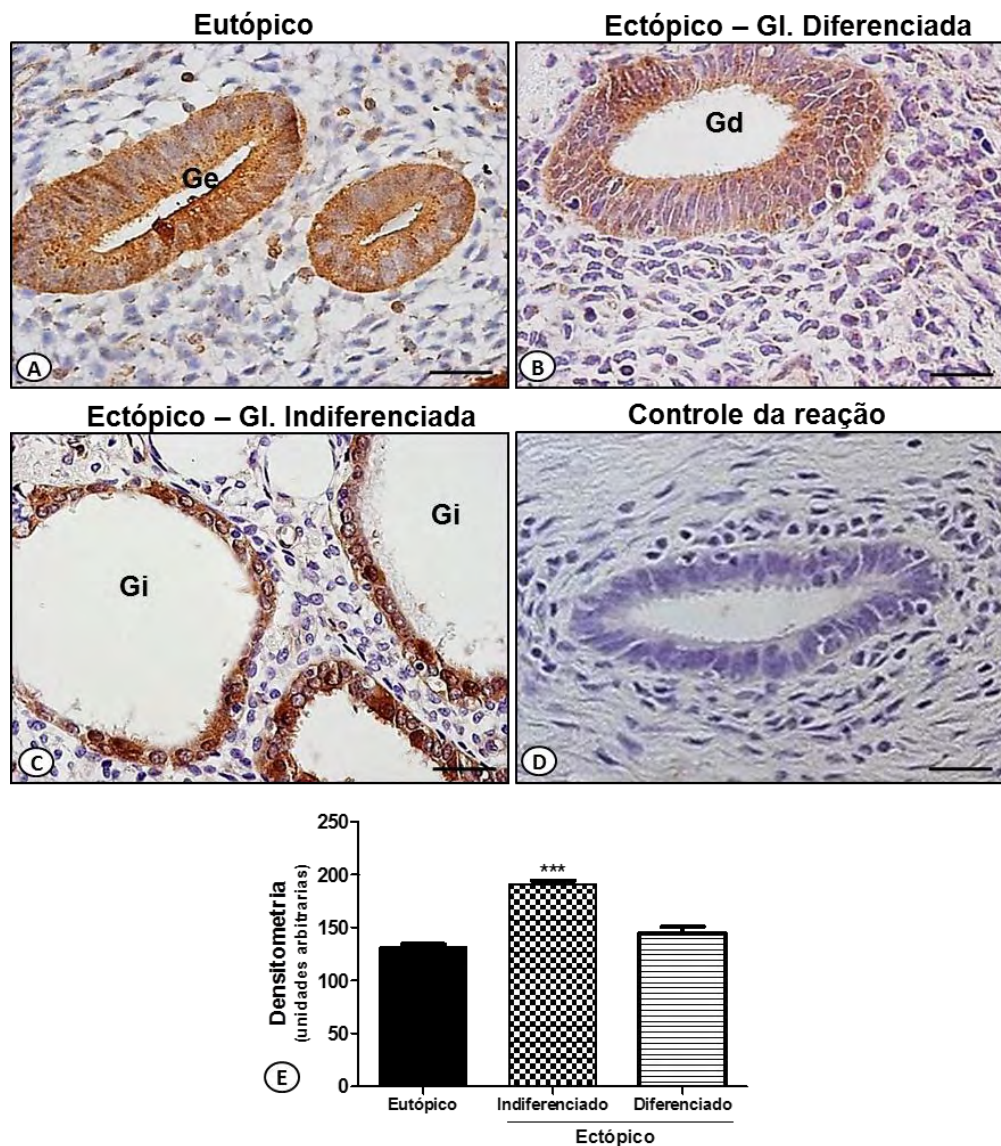 Eutópico
Ectópico – Gl. Diferenciada
Ge
Gd
A
B
Ectópico – Gl. Indiferenciada
Controle da reação
Gi
Gi
C
D
Densitometria
(unidades arbitrarias)
250
200
150
100
50
0
***
E
Eutópico
Indiferenciado
Diferenciado
Ectópico